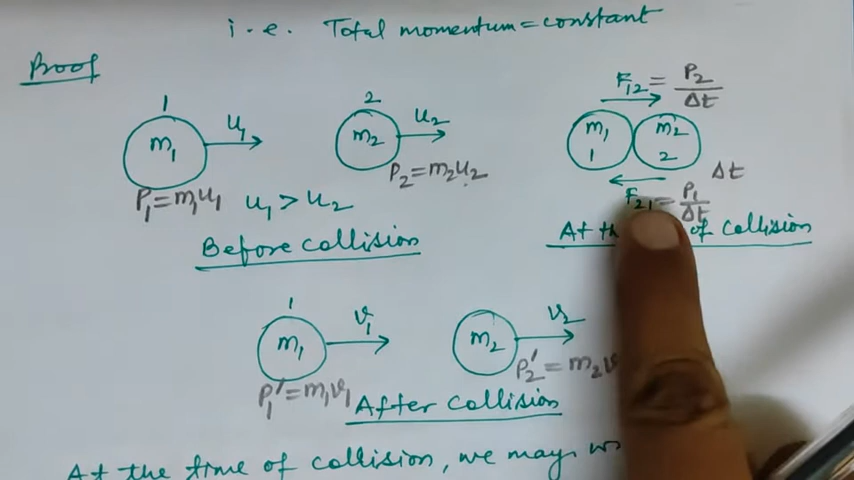 i.e. Total momentum = constant
Proof
1
m₁
u₁
P₁ = m₁u₁
2
m₂
u₂
P₂ = m₂u₂
u₁ > u₂
Before collision
F₁₂ = P₂/Δt
m₁ m₂
1 2
Δt
F₂₁ = P₁/Δt
At of collision
1
m₁
v₁
P₁′ = m₁v₁
m₂
v₂
P₂′ = m₂
After collision
At the time of collision, we may